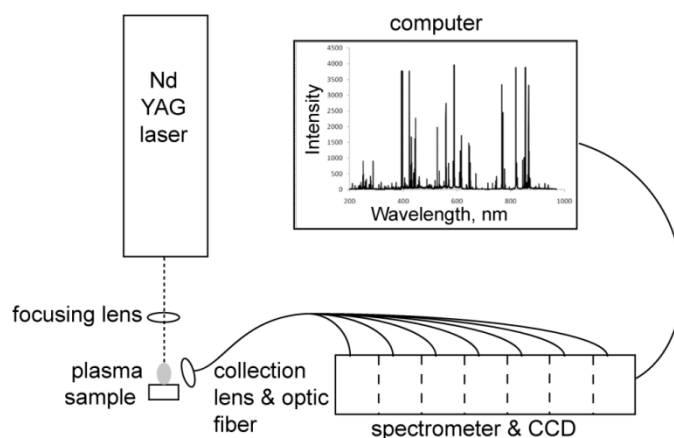 computer
4500
4000
3500
3000
2500
2000
1500
1000
500
0
Intensity
200 400 600 800 1000
Wavelength, nm
Nd
YAG
laser
focusing lens
plasma
sample
collection
lens & optic
fiber
spectrometer & CCD